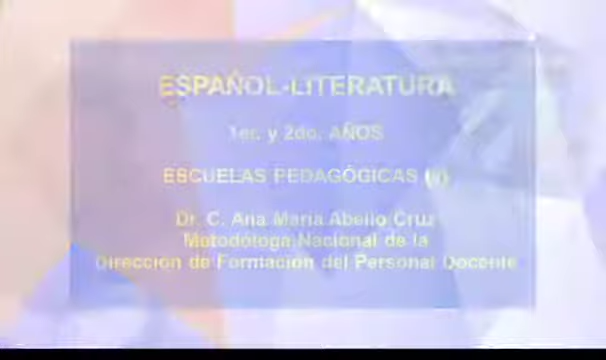 ESPAÑOL-LITERATURA
1er. y 2do. AÑOS
ESCUELAS PEDAGÓGICAS
Dr. C. Ana María Abello Cruz
Metodóloga Nacional de la
Dirección de Formación del Personal Docente